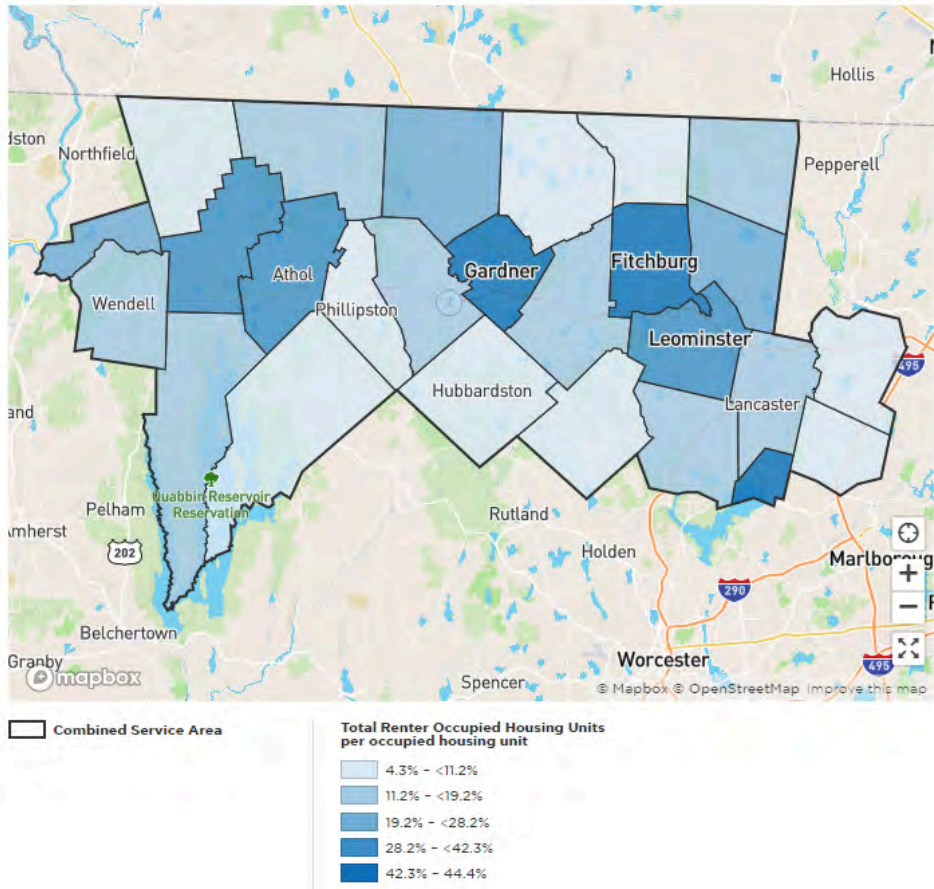 Hollis
dston
Northfield
Pepperell
Athol
Gardner
Fitchburg
Wendell
Phillipston
Leominster
495
Hubbardston
Lancaster
and
Quabbin Reservoir
Reservation
Pelham
Rutland
Amherst
202
Holden
Marlboroug
290
Belchertown
Granby
Worcester
495
mapbox
Spencer
© Mapbox © OpenStreetMap Improve this map
Combined Service Area
Total Renter Occupied Housing Units
per occupied housing unit
4.3% - <11.2%
11.2% - <19.2%
19.2% - <28.2%
28.2% - <42.3%
42.3% - 44.4%